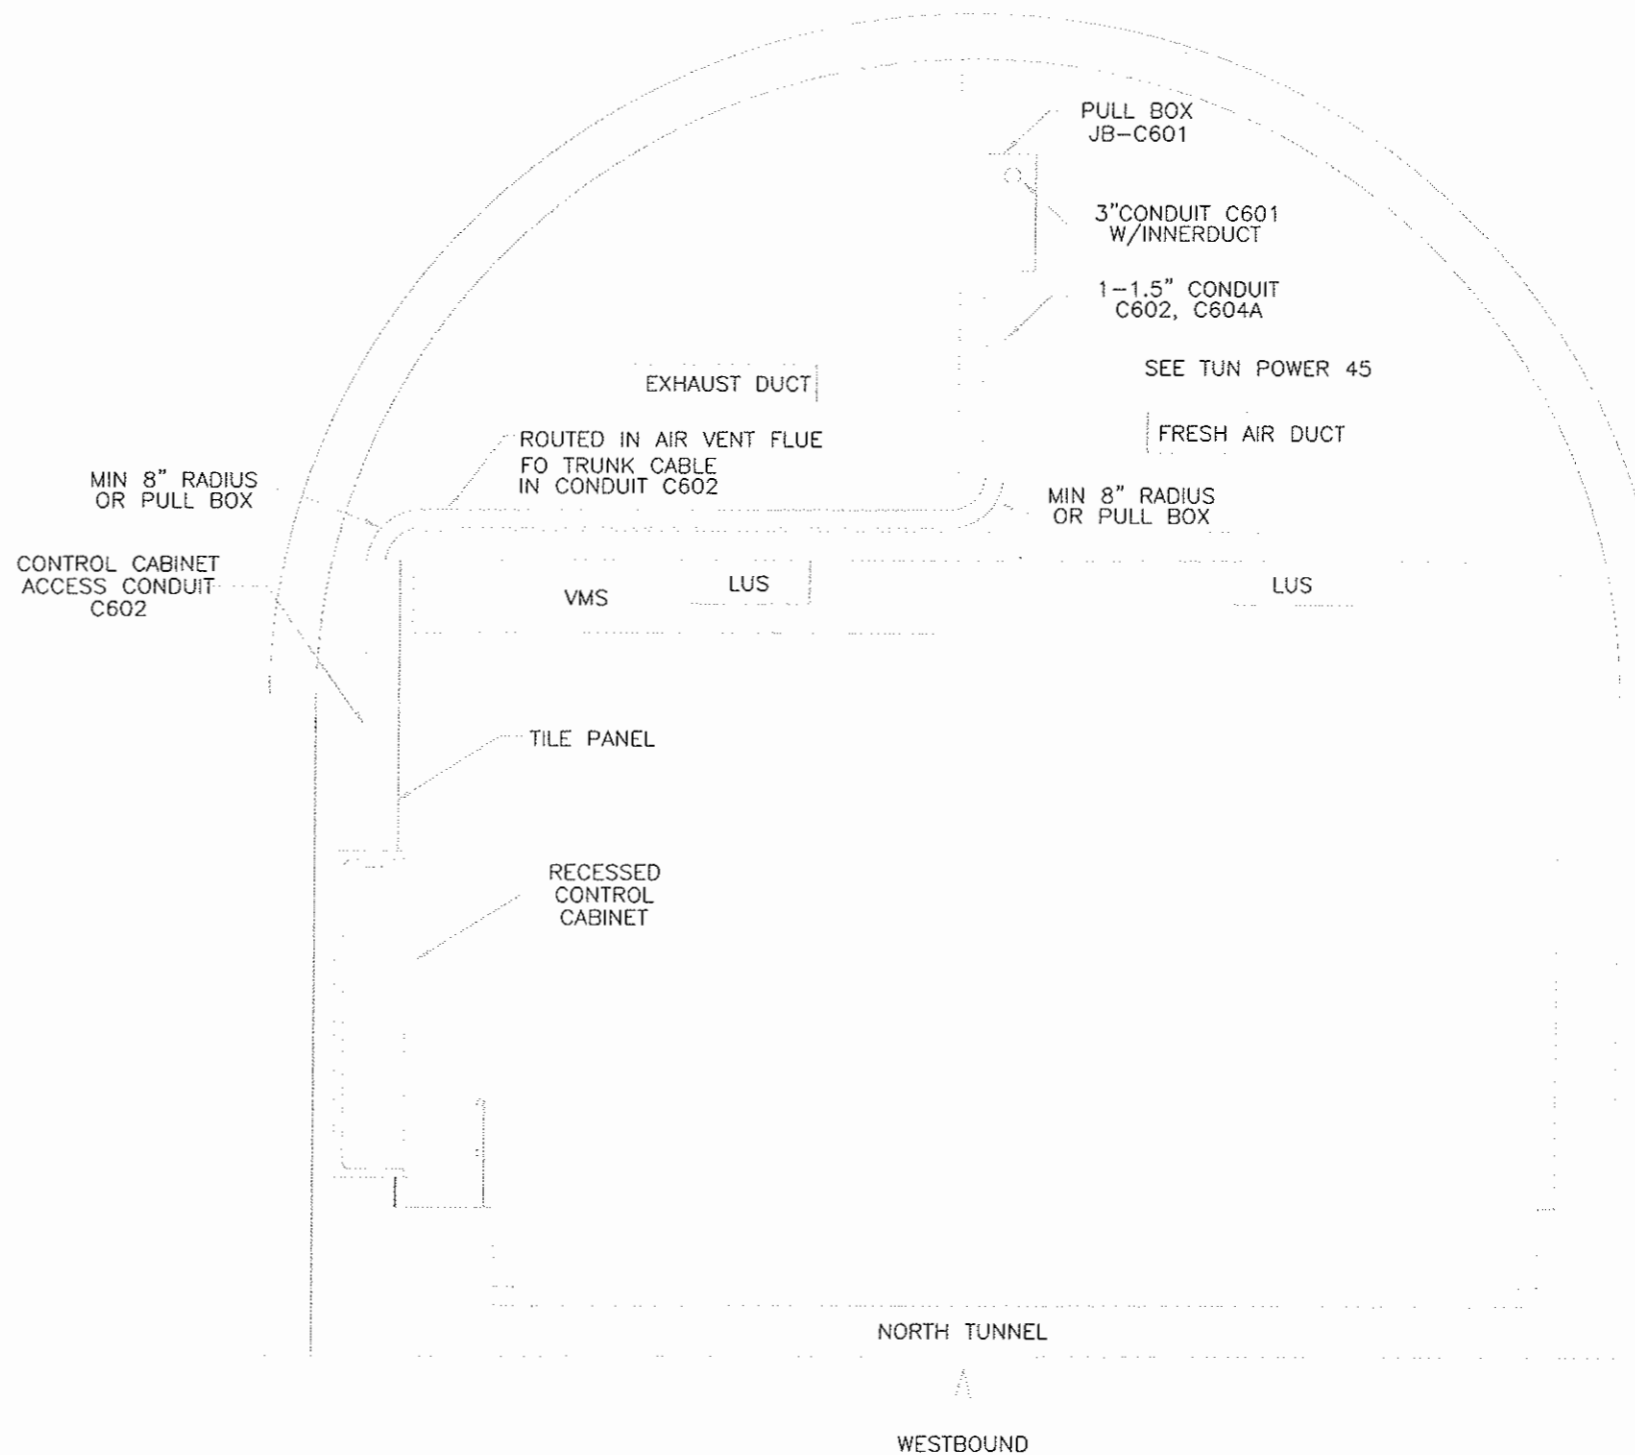 PULL BOX
JB-C601
3"CONDUIT C601
W/INNERDUCT
1-1.5" CONDUIT
C602, C604A
SEE TUN POWER 45
EXHAUST DUCT
FRESH AIR DUCT
ROUTED IN AIR VENT FLUE
FO TRUNK CABLE
IN CONDUIT C602
MIN 8" RADIUS
OR PULL BOX
MIN 8" RADIUS
OR PULL BOX
CONTROL CABINET
ACCESS CONDUIT
C602
VMS
LUS
LUS
TILE PANEL
RECESSED
CONTROL
CABINET
NORTH TUNNEL
WESTBOUND